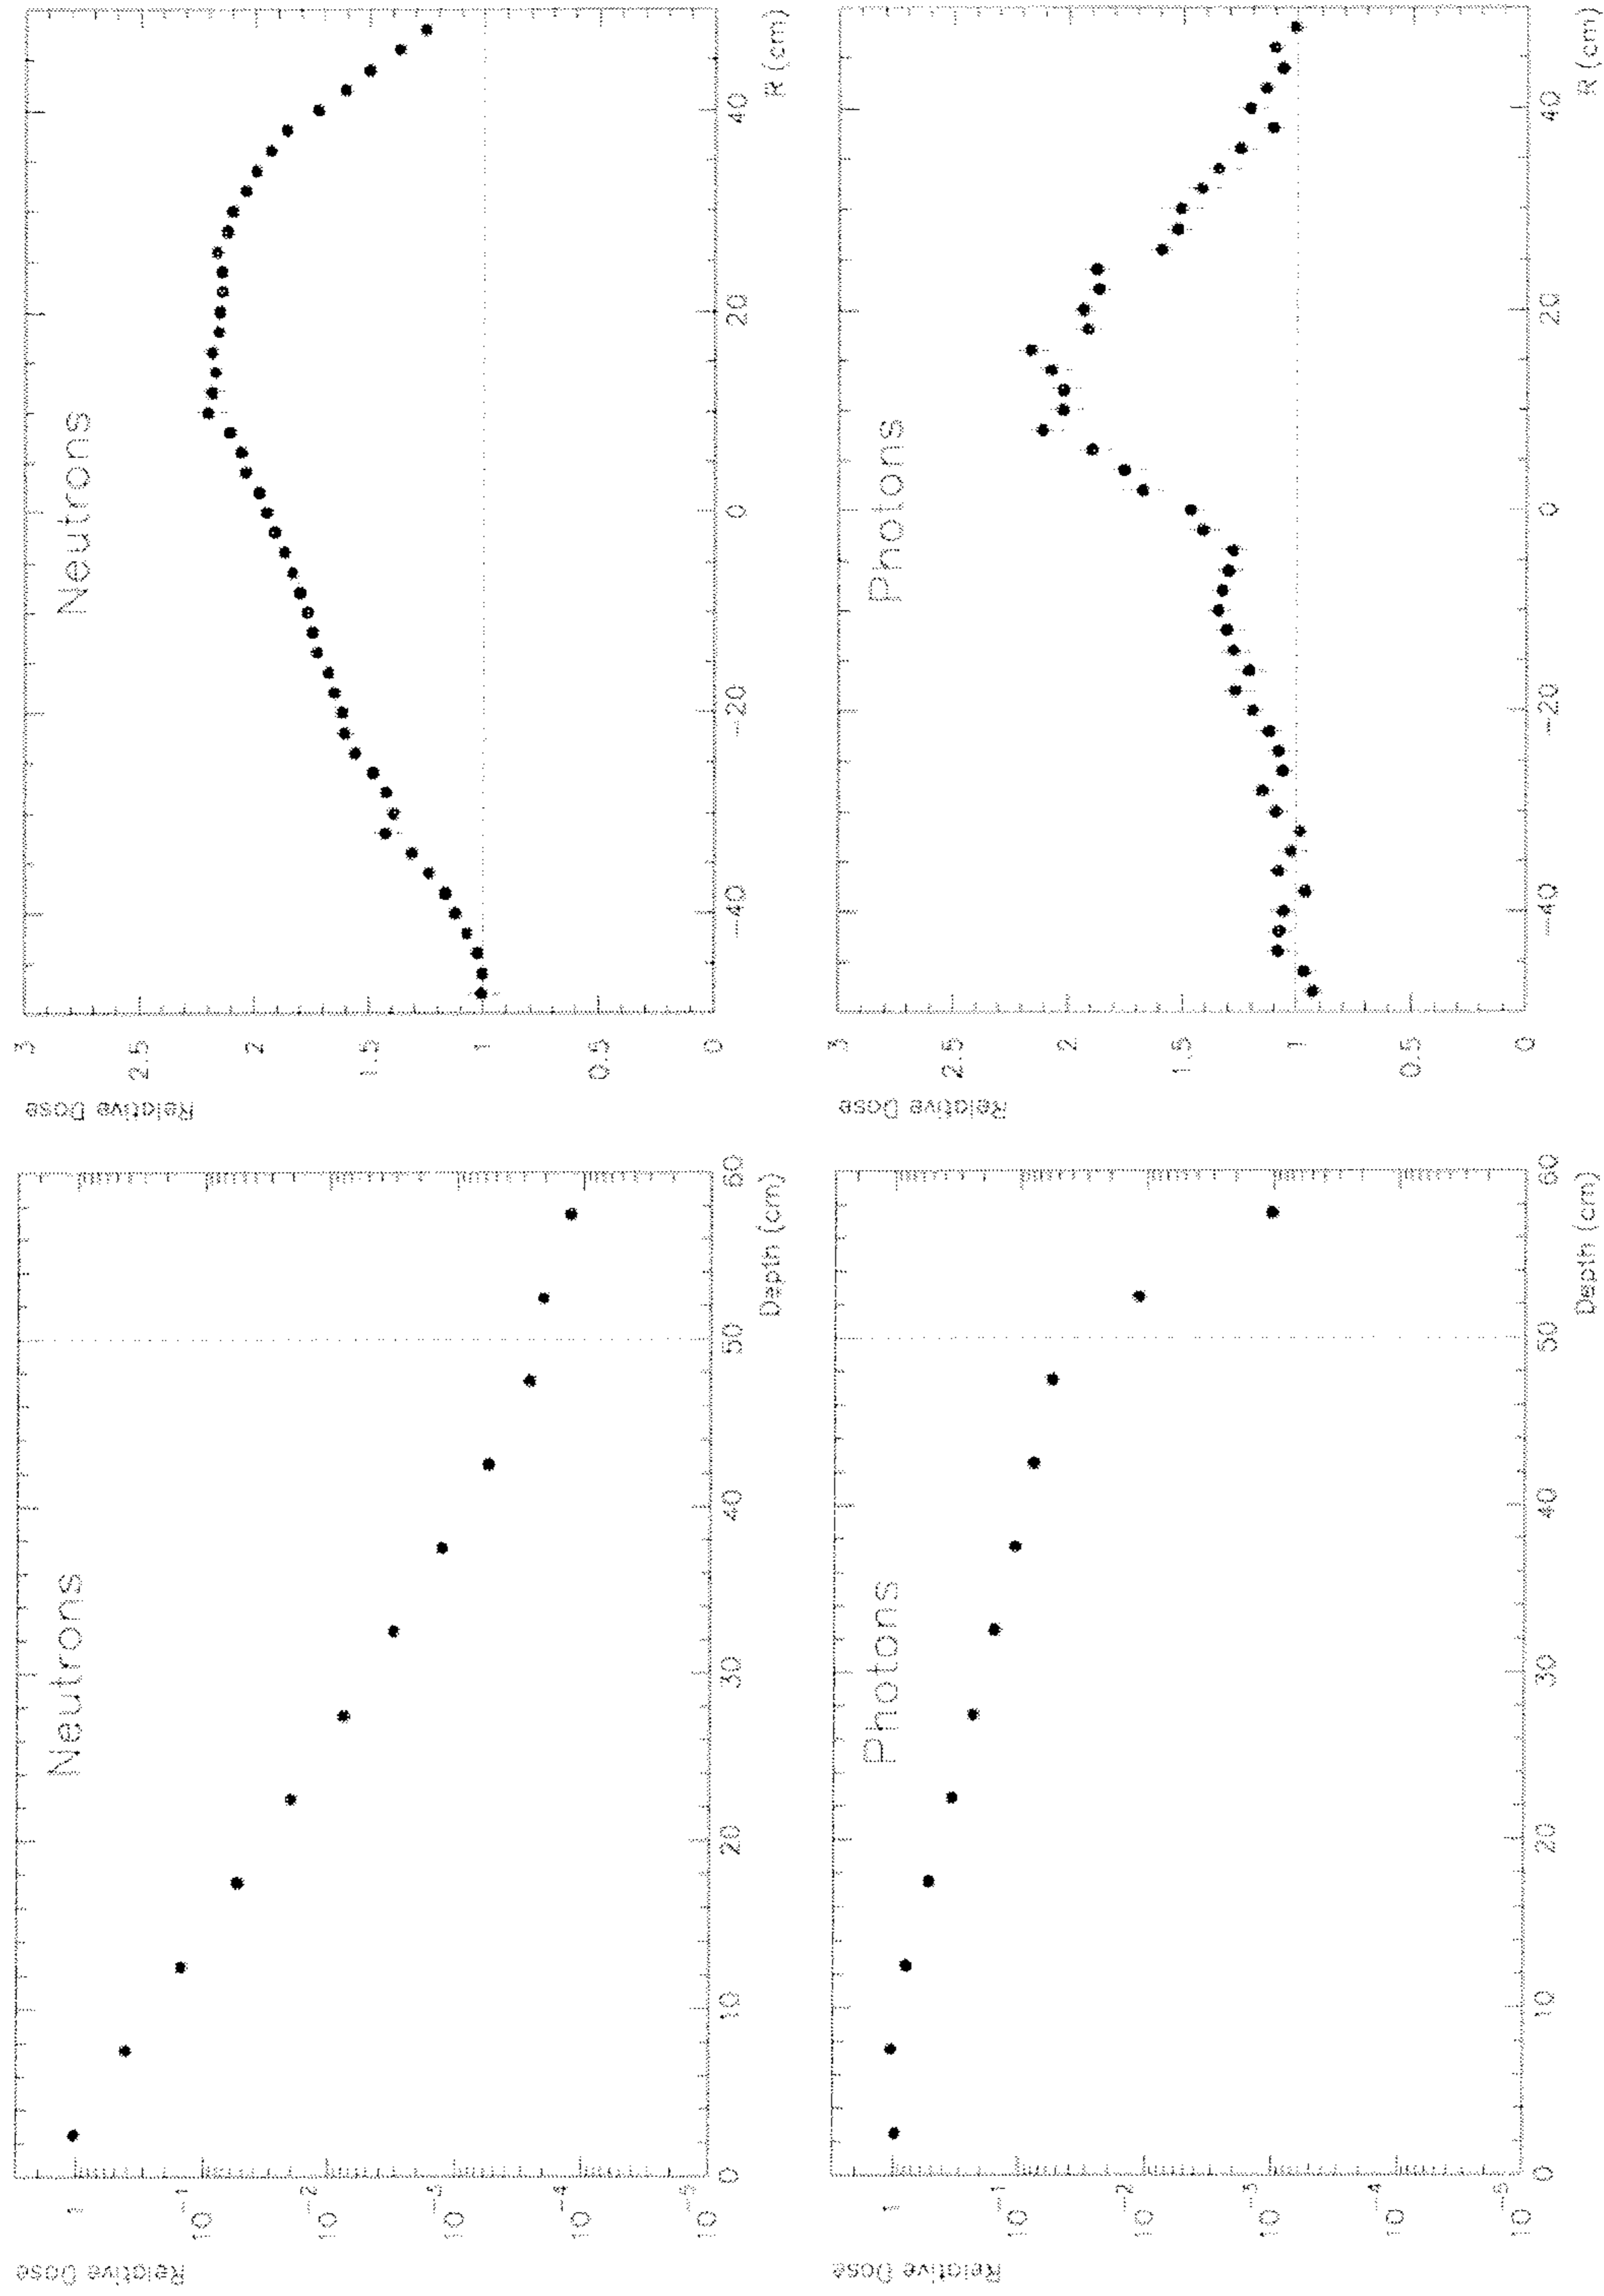 Neutrons
Relative Dose
1
10⁻¹
10⁻²
10⁻³
10⁻⁴
10⁻⁵
0 10 20 30 40 50 60
Depth (cm)
Photons
Relative Dose
1
10⁻¹
10⁻²
10⁻³
10⁻⁴
10⁻⁵
0 10 20 30 40 50 60
Depth (cm)
Neutrons
Relative Dose
3
2.5
2
1.5
1
0.5
0
−40 −20 0 20 40
R (cm)
Photons
Relative Dose
3
2.5
2
1.5
1
0.5
0
−40 −20 0 20 40
R (cm)